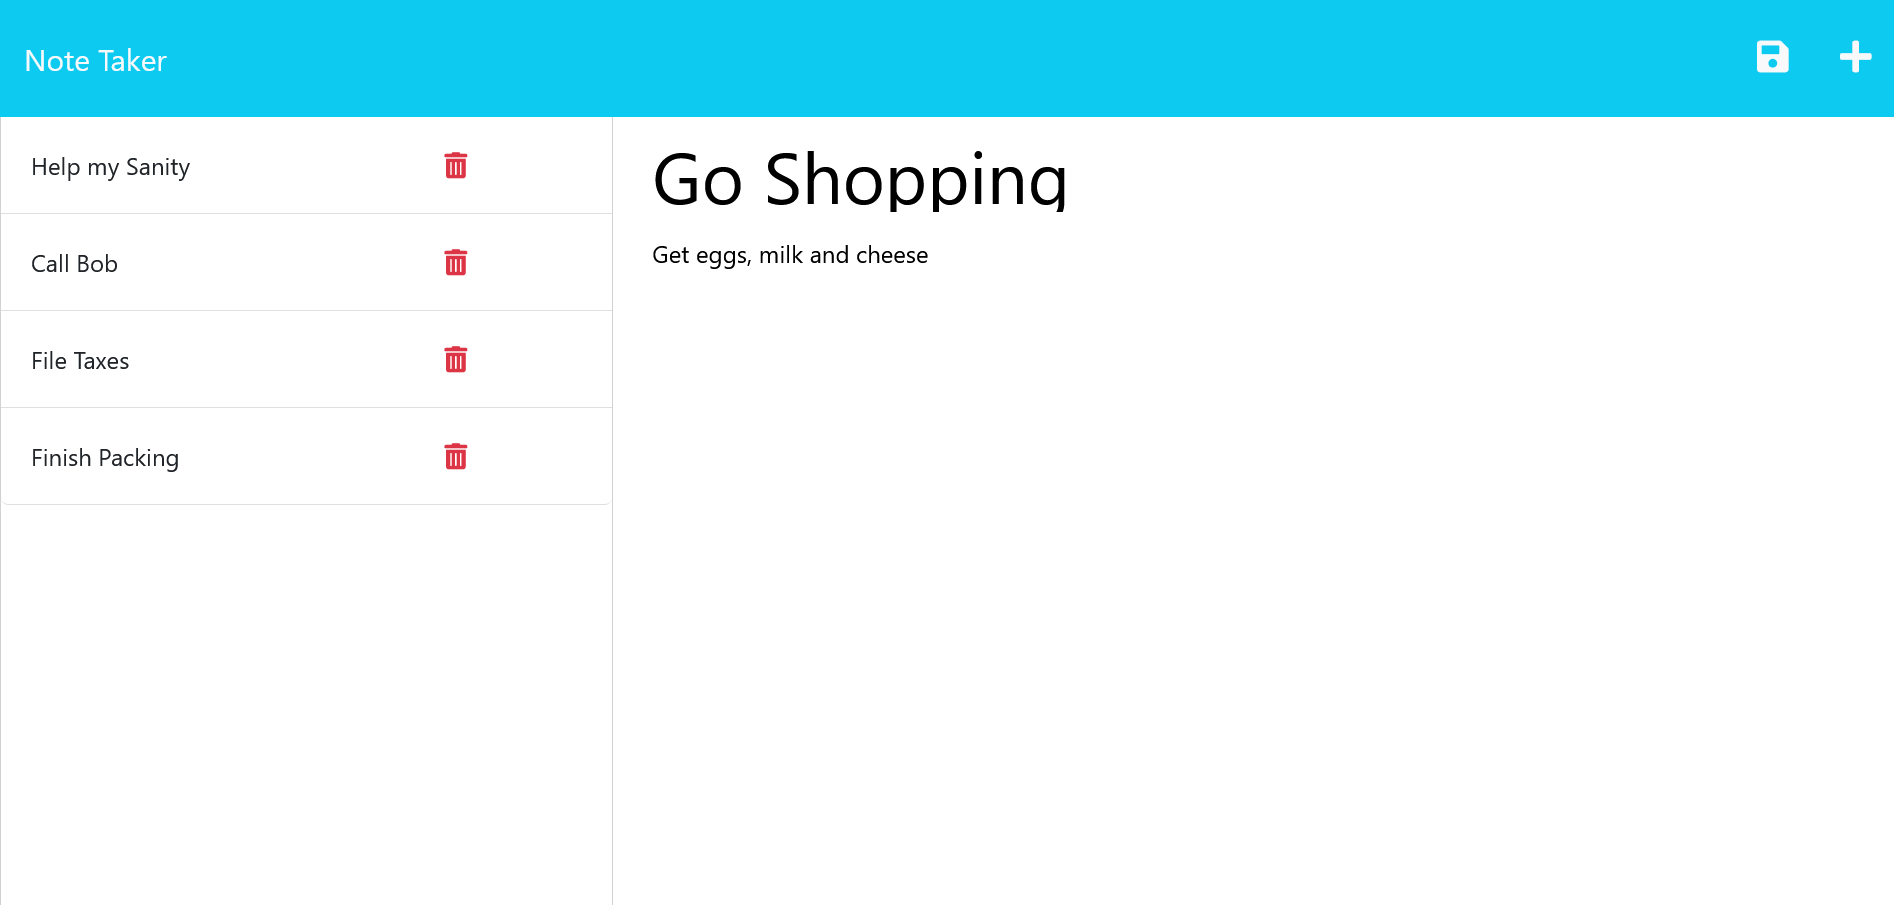 Note Taker
Help my Sanity
Call Bob
File Taxes
Finish Packing
Go Shopping
Get eggs, milk and cheese